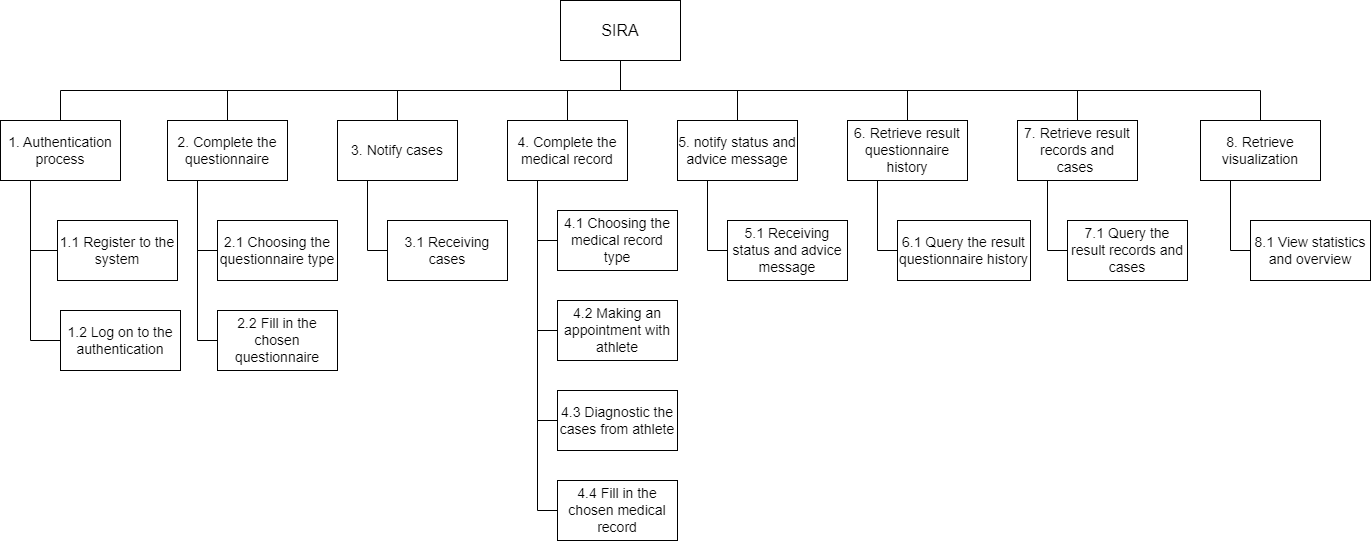 SIRA
1. Authentication
process
2. Complete the
questionnaire
3. Notify cases
4. Complete the
medical record
5. notify status and
advice message
6. Retrieve result
questionnaire
history
7. Retrieve result
records and
cases
8. Retrieve
visualization
1.1 Register to the
system
1.2 Log on to the
authentication
2.1 Choosing the
questionnaire type
2.2 Fill in the
chosen
questionnaire
3.1 Receiving
cases
4.1 Choosing the
medical record
type
4.2 Making an
appointment with
athlete
4.3 Diagnostic the
cases from athlete
4.4 Fill in the
chosen medical
record
5.1 Receiving
status and advice
message
6.1 Query the result
questionnaire history
7.1 Query the
result records and
cases
8.1 View statistics
and overview